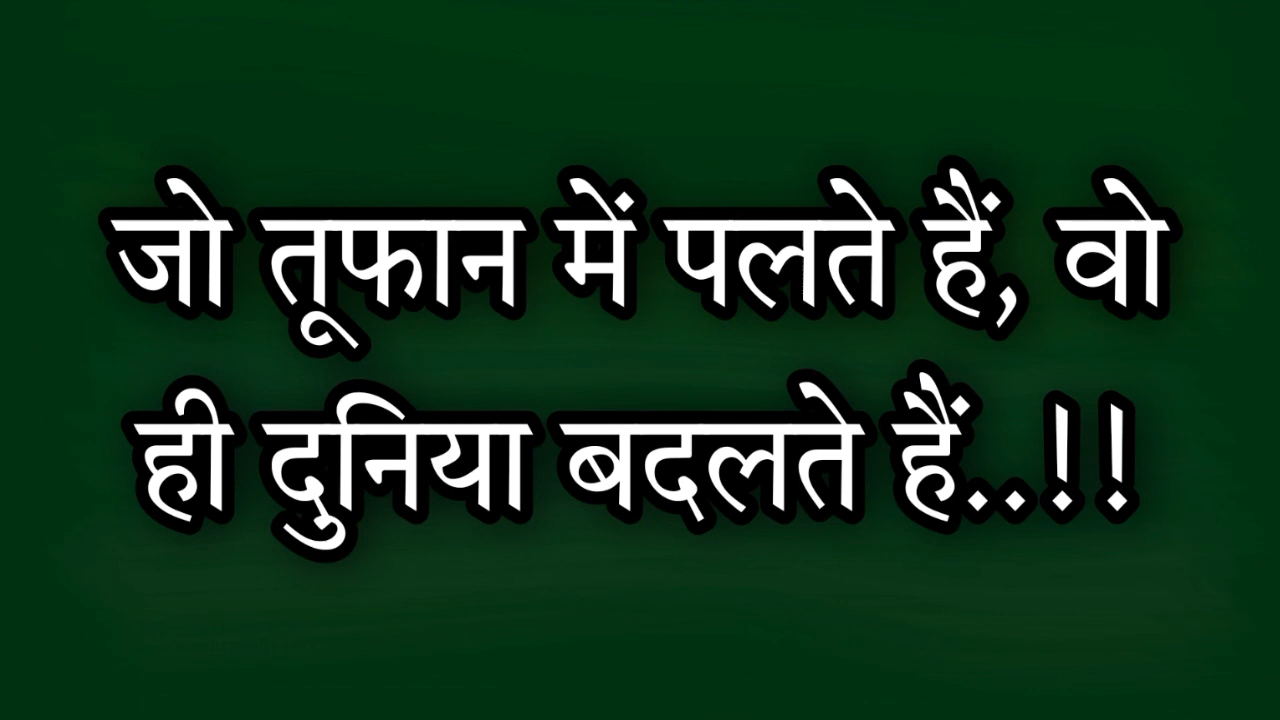 जो तूफान में पलते हैं, वो
ही दुनिया बदलते हैं..!!